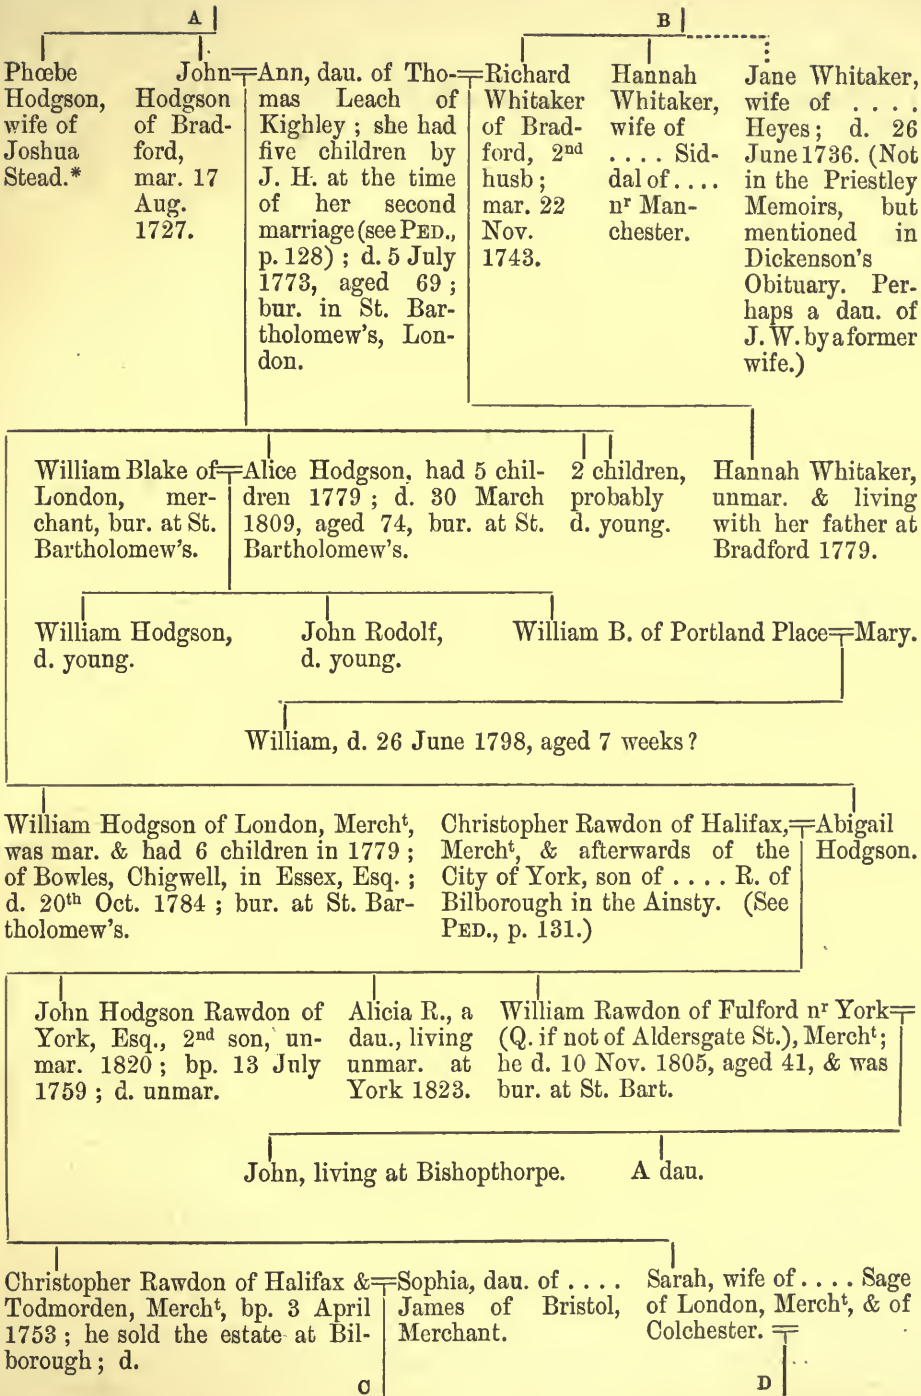 A B
Phœbe
Hodgson,
wife of
Joshua
Stead.*
John
Hodgson
of Brad-
ford,
mar. 17
Aug.
1727.
Ann, dau. of Tho-
mas Leach of
Kighley ; she had
five children by
J. H. at the time
of her second
marriage (see PED.,
p. 128) ; d. 5 July
1773, aged 69 ;
bur. in St. Bar-
tholomew's, Lon-
don.
Richard
Whitaker
of Brad-
ford, 2nd
husb ;
mar. 22
Nov.
1743.
Hannah
Whitaker,
wife of
. . . . Sid-
dal of . . . .
nr Man-
chester.
Jane Whitaker,
wife of . . . .
Heyes ; d. 26
June 1736. (Not
in the Priestley
Memoirs, but
mentioned in
Dickenson's
Obituary. Per-
haps a dau. of
J. W. by a former
wife.)
William Blake of
London, mer-
chant, bur. at St.
Bartholomew's.
Alice Hodgson, had 5 chil-
dren 1779 ; d. 30 March
1809, aged 74, bur. at St.
Bartholomew's.
2 children,
probably
d. young.
Hannah Whitaker,
unmar. & living
with her father at
Bradford 1779.
William Hodgson,
d. young.
John Rodolf,
d. young.
William B. of Portland Place Mary.
William, d. 26 June 1798, aged 7 weeks ?
William Hodgson of London, Mercht,
was mar. & had 6 children in 1779 ;
of Bowles, Chigwell, in Essex, Esq. ;
d. 20th Oct. 1784 ; bur. at St. Bar-
tholomew's.
Christopher Rawdon of Halifax,
Mercht, & afterwards of the
City of York, son of . . . . R. of
Bilborough in the Ainsty. (See
PED., p. 131.)
Abigail
Hodgson.
John Hodgson Rawdon of
York, Esq., 2nd son, un-
mar. 1820 ; bp. 13 July
1759 ; d. unmar.
Alicia R., a
dau., living
unmar. at
York 1823.
William Rawdon of Fulford nr York
(Q. if not of Aldersgate St.), Mercht ;
he d. 10 Nov. 1805, aged 41, & was
bur. at St. Bart.
John, living at Bishopthorpe.
A dau.
Christopher Rawdon of Halifax &
Todmorden, Mercht, bp. 3 April
1753 ; he sold the estate at Bil-
borough ; d.
Sophia, dau. of . . . .
James of Bristol,
Merchant.
Sarah, wife of . . . . Sage
of London, Mercht, & of
Colchester.
C D